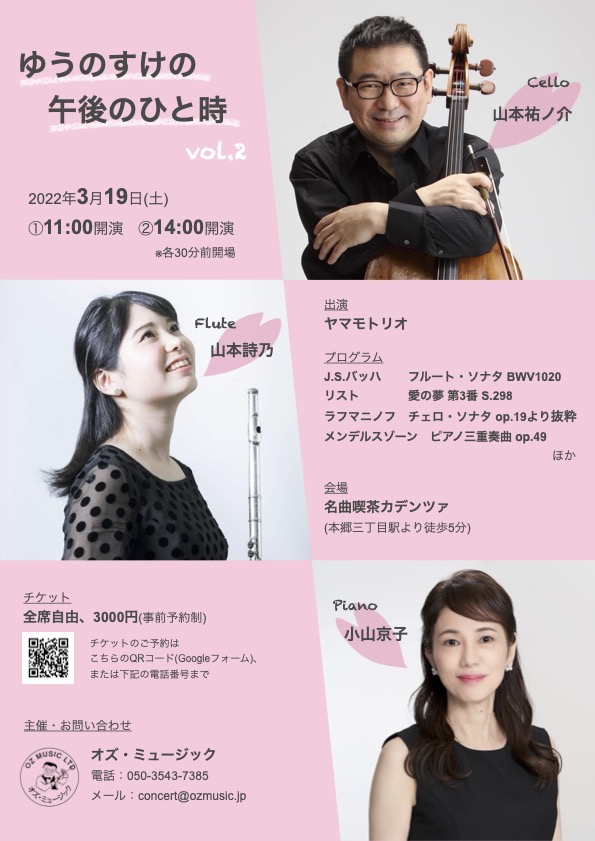 ゆうのすけの
午後のひと時
vol.2
2022年3月19日(土)
①11:00開演 ②14:00開演
※各30分前開場
Cello
山本祐ノ介
Flute
山本詩乃
出演
ヤマモトリオ
プログラム
J.S.バッハ フルート・ソナタ BWV1020
リスト 愛の夢 第3番 S.298
ラフマニノフ チェロ・ソナタ op.19より抜粋
メンデルスゾーン ピアノ三重奏曲 op.49
ほか
会場
名曲喫茶カデンツァ
(本郷三丁目駅より徒歩5分)
チケット
全席自由、3000円(事前予約制)
チケットのご予約は
こちらのQRコード(Googleフォーム)、
または下記の電話番号まで
Piano
小山京子
主催・お問い合わせ
OZ MUSIC LTD
オズ・ミュージック
オズ・ミュージック
電話：050-3543-7385
メール：concert@ozmusic.jp